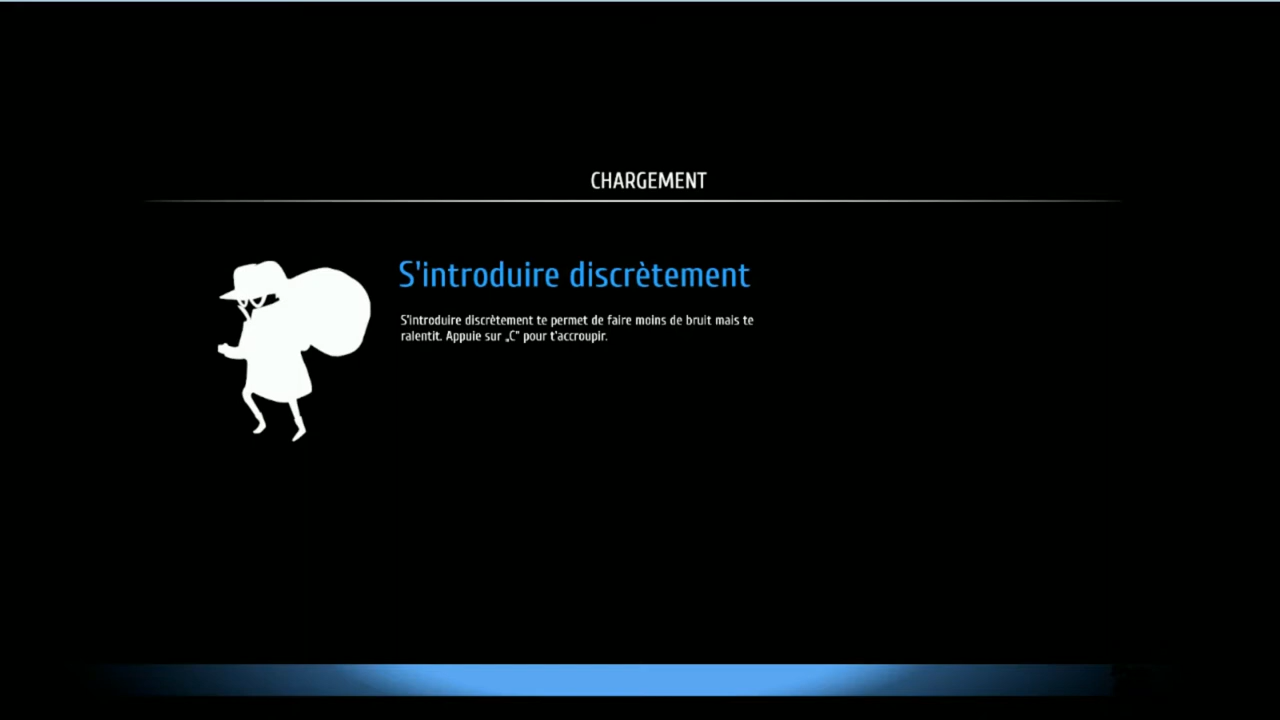 CHARGEMENT
S'introduire discrètement
S'introduire discrètement te permet de faire moins de bruit mais te
ralentit. Appuie sur „C" pour t'accroupir.